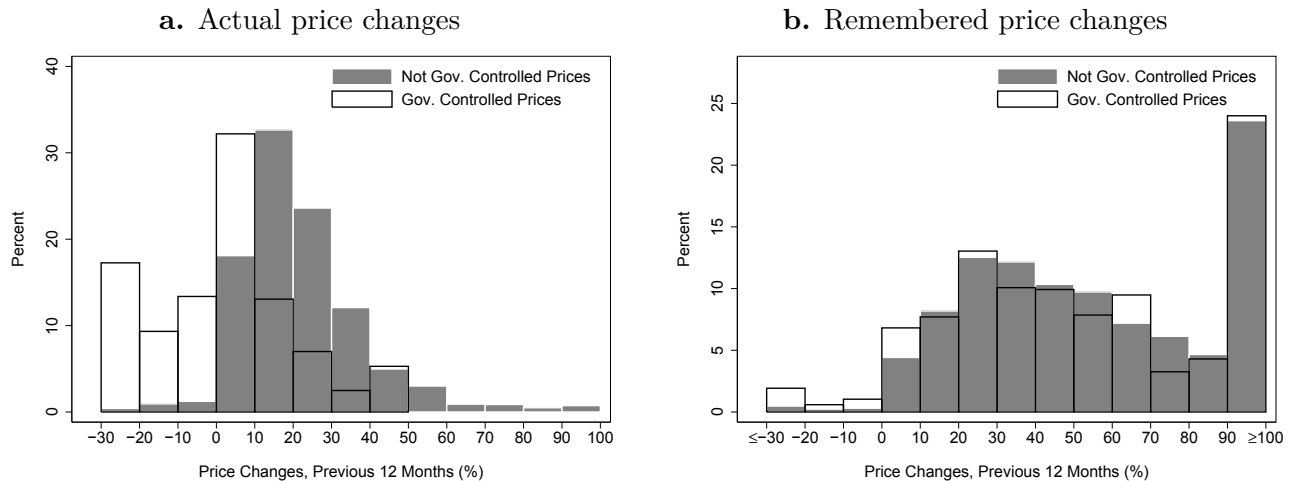 a. Actual price changes
40
30
20
10
0
Percent
Not Gov. Controlled Prices
Gov. Controlled Prices
−30 −20 −10 0 10 20 30 40 50 60 70 80 90 100
Price Changes, Previous 12 Months (%)
b. Remembered price changes
25
20
15
10
5
0
Percent
Not Gov. Controlled Prices
Gov. Controlled Prices
≤−30 −20 −10 0 10 20 30 40 50 60 70 80 90 ≥100
Price Changes, Previous 12 Months (%)